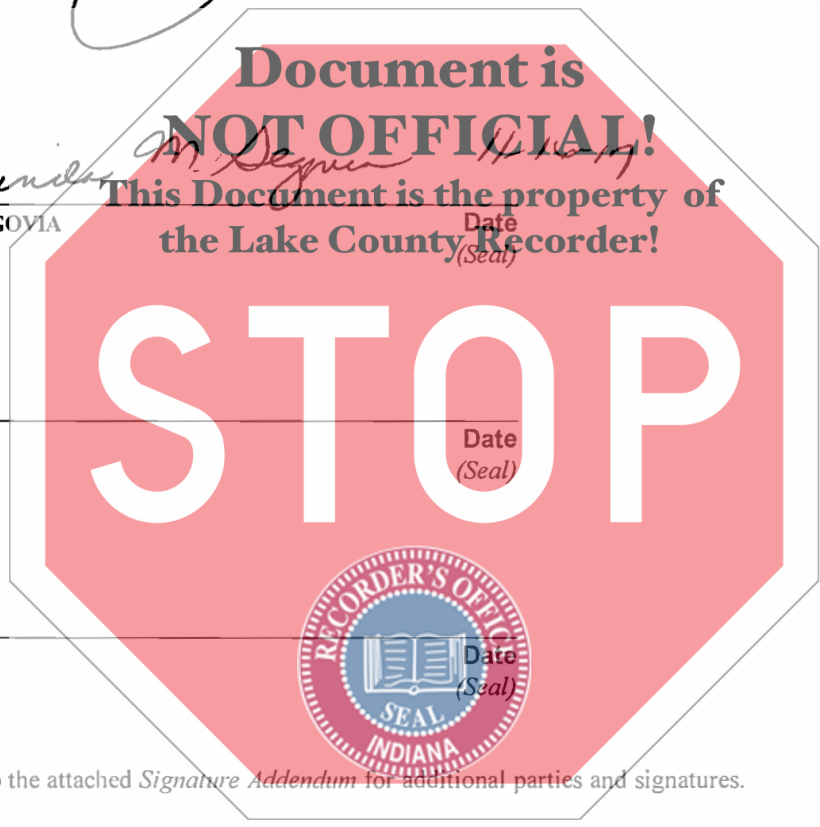 Document is
NOT OFFICIAL!
M. Segovia
This Document is the property of
GOVIA
Date
the Lake County Recorder!
(Seal)
STOP
Date
(Seal)
RECORDER'S OFFICE
Date
(Seal)
SEAL
INDIANA
the attached Signature Addendum for additional parties and signatures.